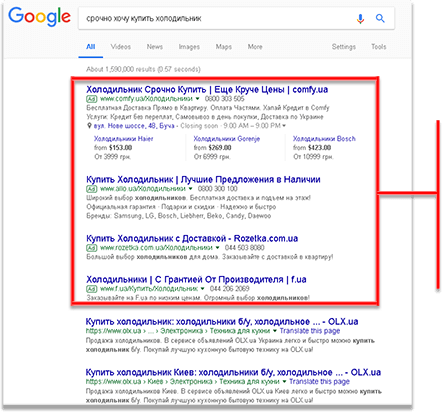 Google
срочно хочу купить холодильник
All Videos News Images Maps More Settings Tools
About 1,590,000 results (0.57 seconds)
Холодильник Срочно Купить | Еще Круче Цены | comfy.ua
Ad www.comfy.ua/Холодильники 0800 303 505
Бесплатная Доставка Прямо в Квартиру. Оплата Частями. Хапай Кредит в Comfy
Услуги: Кредит без переплат, Самовывоз в день покупки, Доставка по Украине
вул. Нове шоссе, 4В, Буча - Closing soon · 9:00 AM – 9:00 PM
Холодильники Haier Холодильники Gorenje Холодильники Bosch
from $153.00 from $269.00 from $423.00
От 3999 грн. От 6999 грн. От 10999 грн.
Купить Холодильник | Лучшие Предложения в Наличии
Ad www.allo.ua/Холодильники 0800 300 100
Широкий выбор холодильников. Бесплатная доставка и подъем на этаж!
Официальная гарантия · Подарки и скидки · Надежно и быстро
Бренды: Samsung, LG, Bosch, Liebherr, Beko, Candy, Daewoo
Купить Холодильник с Доставкой - Rozetka.com.ua
Ad www.rozetka.com.ua/Холодильники 044 503 8080
Большой выбор холодильников для дома. Заказывайте с доставкой в квартиру!
Холодильники | С Грантией От Производителя | f.ua
Ad www.f.ua/Купить/Холодильник 044 206 2069
Заказывайте на F.ua по низким ценам. Огромный выбор холодильников!
Купить холодильник: холодильники б/у, холодильное ... - OLX.ua
https://www.olx.ua › ... › Электроника › Техника для кухни Translate this page
Продажа холодильников. В сервисе объявлений OLX.ua Украина легко и быстро можно купить
холодильник б/у. Покупай лучшую кухонную бытовую технику на OLX.ua!
Купить холодильник Киев: холодильники б/у, холодильное ... - OLX.ua
https://www.olx.ua › Киев › Электроника › Техника для кухни Translate this page
Продажа холодильников Киев. В сервисе объявлений OLX.ua Киев легко и быстро можно купить
холодильник б/у. Покупай лучшую кухонную бытовую технику на OLX.ua!